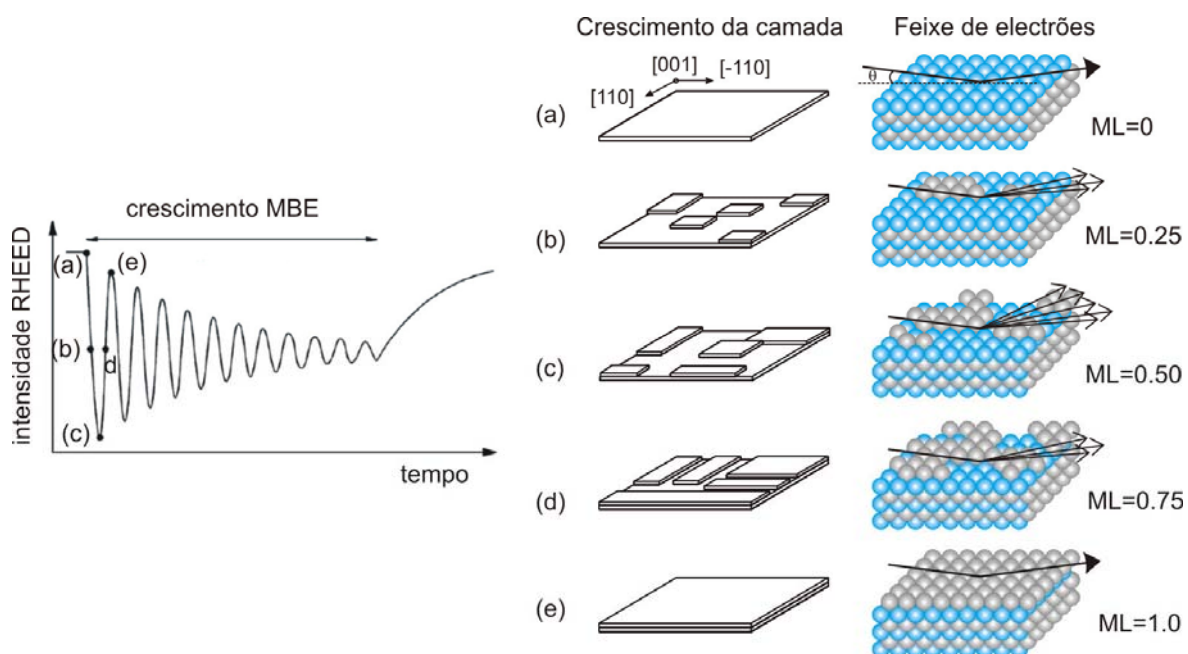 crescimento MBE
intensidade RHEED
(a)
(e)
(b)
d
(c)
tempo
Crescimento da camada
Feixe de electrões
[001]
[-110]
[110]
θ
(a)
ML=0
(b)
ML=0.25
(c)
ML=0.50
(d)
ML=0.75
(e)
ML=1.0